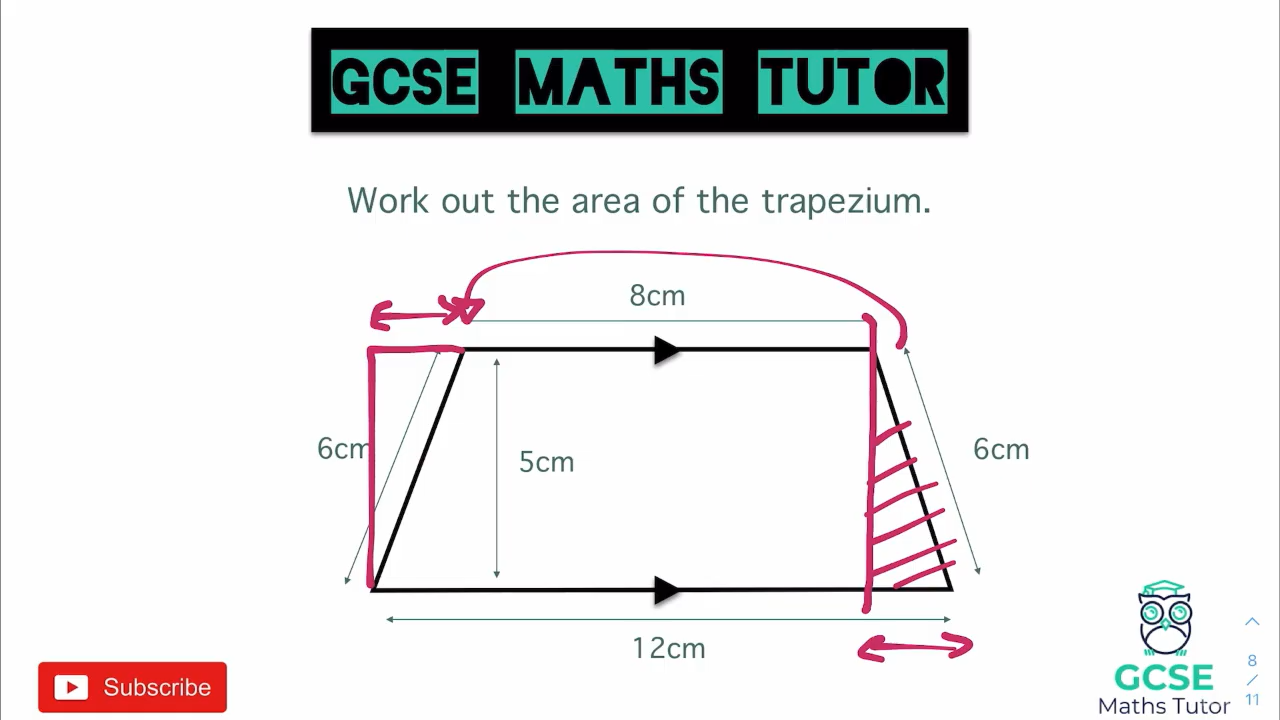 GCSE MATHS TUTOR
Work out the area of the trapezium.
8cm
6cm
5cm
6cm
12cm
Subscribe
GCSE
Maths Tutor
8
/
11